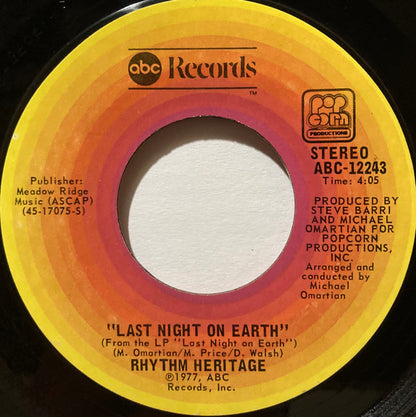 abc Records
TM
POP
CORN
PRODUCTIONS
STEREO
ABC-12243
Time: 4:05
Publisher:
Meadow Ridge
Music (ASCAP)
(45-17075-S)
PRODUCED BY
STEVE BARRI
AND MICHAEL
OMARTIAN FOR
POPCORN
PRODUCTIONS,
INC.
Arranged and
conducted by
Michael
Omartian
"LAST NIGHT ON EARTH"
(From the LP "Last Night on Earth")
(M. Omartian/M. Price/D. Walsh)
RHYTHM HERITAGE
℗1977, ABC
Records, Inc.